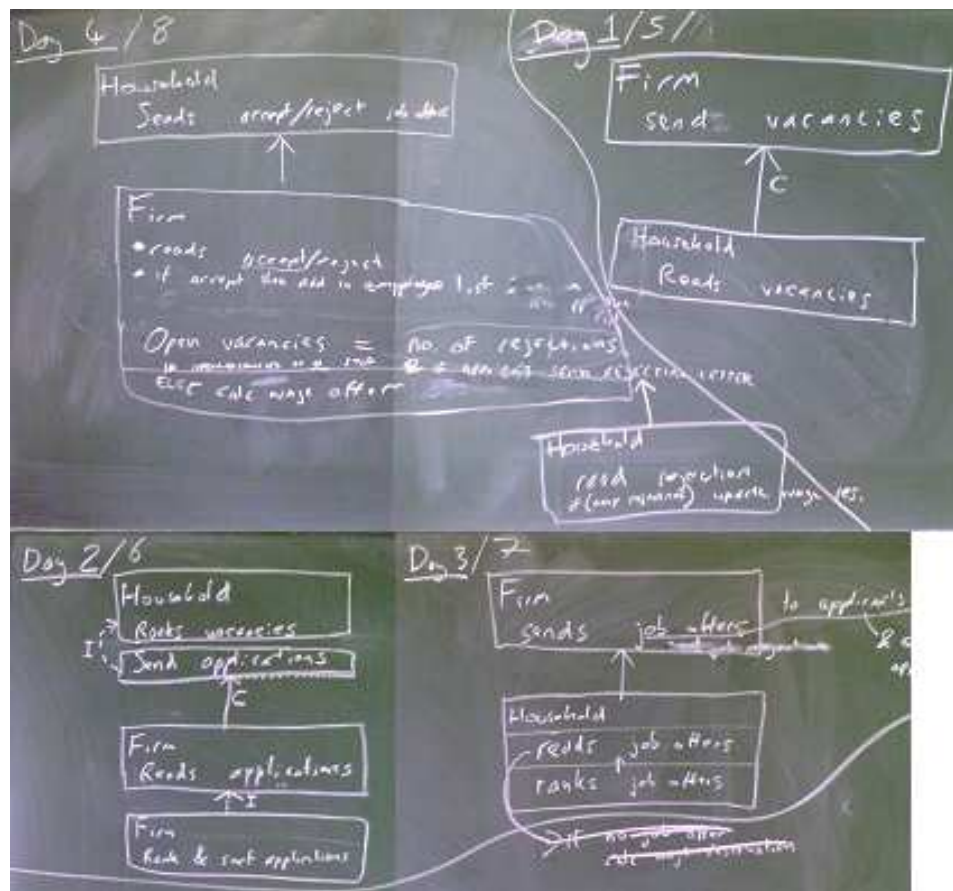 Day 4/8
Household
Sends accept/reject
Firm
• reads accept/reject
• if accept then add to employee list
Open vacancies = no. of rejections
ELSE calc wage offer
Household
read rejection
update wage res.
Day 1/5/
Firm
send vacancies
C
Household
Reads vacancies
Day 2/6
Household
Ranks vacancies
I
Send applications
C
Firm
Reads applications
I
Firm
Rank & sort applications
Day 3/7
Firm
sends job offers
to applicants
&
Household
reads job offers
ranks job offers
if no job offer